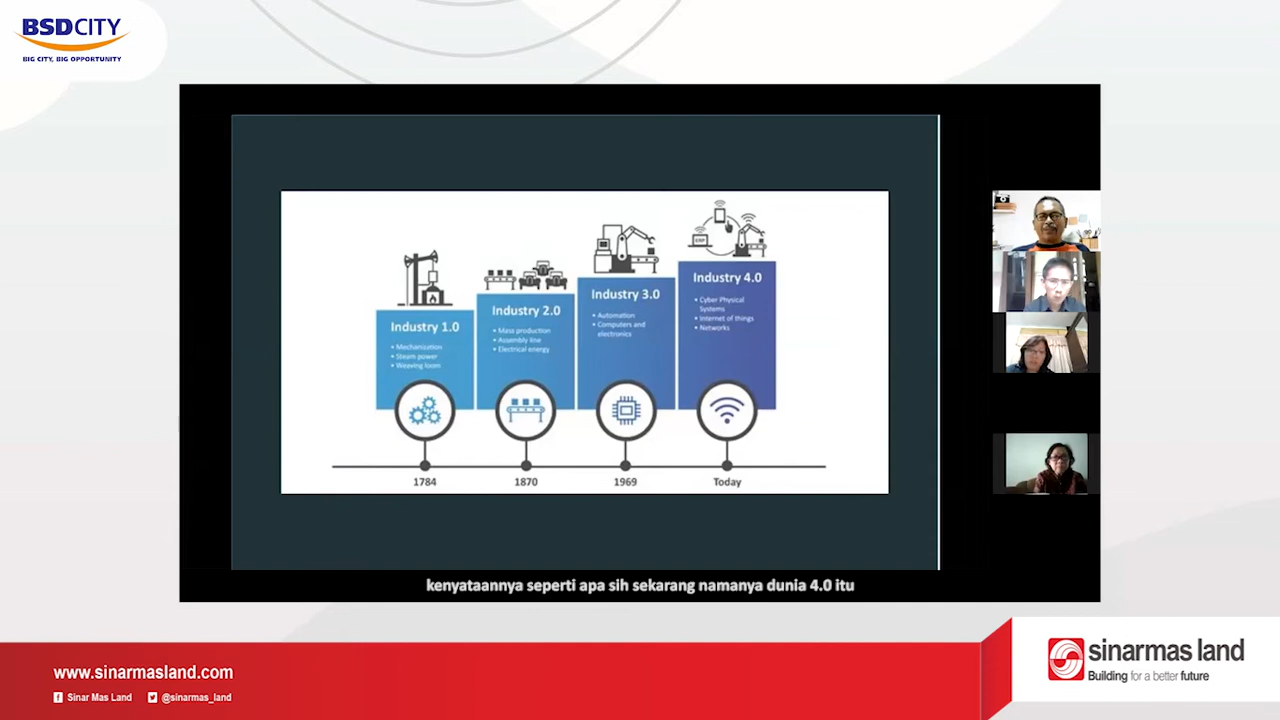 BSDCITY
BIG CITY, BIG OPPORTUNITY
Industry 1.0
• Mechanization
• Steam power
• Weaving loom
Industry 2.0
• Mass production
• Assembly line
• Electrical energy
Industry 3.0
• Automation
• Computers and
electronics
Industry 4.0
• Cyber Physical
Systems
• Internet of things
• Networks
1784
1870
1969
Today
kenyataannya seperti apa sih sekarang namanya dunia 4.0 itu
www.sinarmasland.com
Sinar Mas Land
@sinarmas_land
sinarmas land
Building for a better future